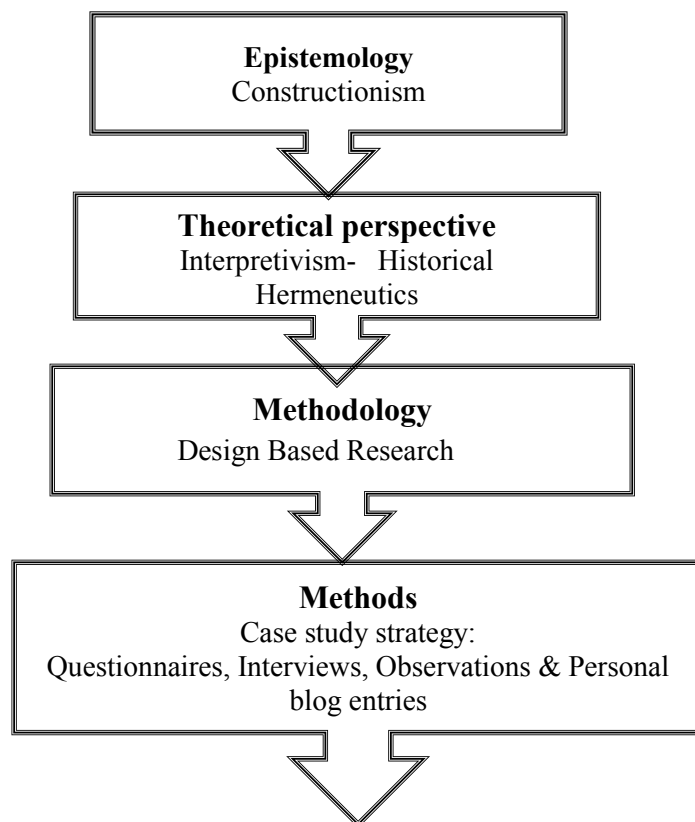 Epistemology
Constructionism
Theoretical perspective
Interpretivism- Historical
Hermeneutics
Methodology
Design Based Research
Methods
Case study strategy:
Questionnaires, Interviews, Observations & Personal
blog entries